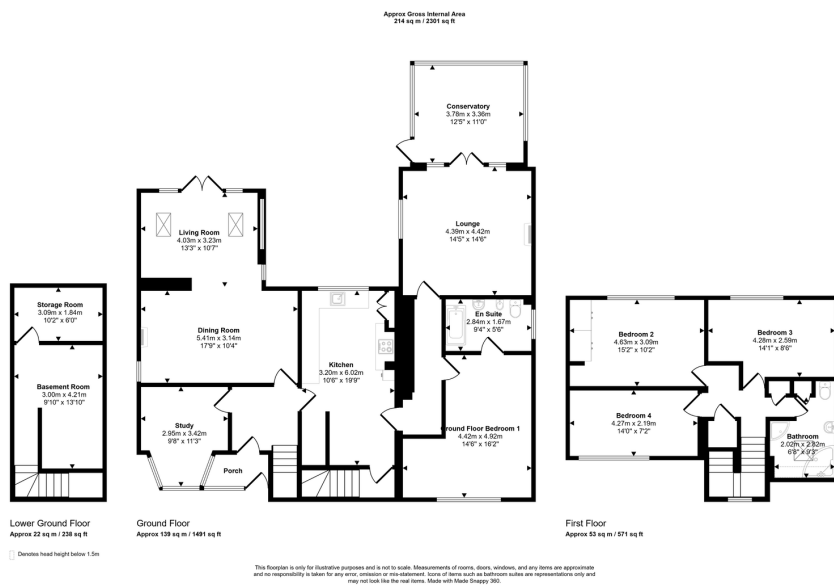 Approx Gross Internal Area
214 sq m / 2301 sq ft
Conservatory
3.78m x 3.36m
12'5" x 11'0"
Living Room
4.03m x 3.23m
13'3" x 10'7"
Lounge
4.39m x 4.42m
14'5" x 14'6"
Storage Room
3.09m x 1.84m
10'2" x 6'0"
Dining Room
5.41m x 3.14m
17'9" x 10'4"
En Suite
2.84m x 1.67m
9'4" x 5'6"
Kitchen
3.20m x 6.02m
10'6" x 19'9"
Bedroom 2
4.63m x 3.09m
15'2" x 10'2"
Bedroom 3
4.28m x 2.59m
14'1" x 8'6"
Basement Room
3.00m x 4.21m
9'10" x 13'10"
Study
2.95m x 3.42m
9'8" x 11'3"
Porch
Ground Floor Bedroom 1
4.42m x 4.92m
14'6" x 16'2"
Bedroom 4
4.27m x 2.19m
14'0" x 7'2"
Bathroom
2.02m x 2.82m
6'8" x 9'3"
Lower Ground Floor
Approx 22 sq m / 238 sq ft
Ground Floor
Approx 139 sq m / 1491 sq ft
First Floor
Approx 53 sq m / 571 sq ft
Denotes head height below 1.5m
This floorplan is only for illustrative purposes and is not to scale. Measurements of rooms, doors, windows, and any items are approximate
and no responsibility is taken for any error, omission or mis-statement. Icons of items such as bathroom suites are representations only and
may not look like the real items. Made with Made Snappy 360.